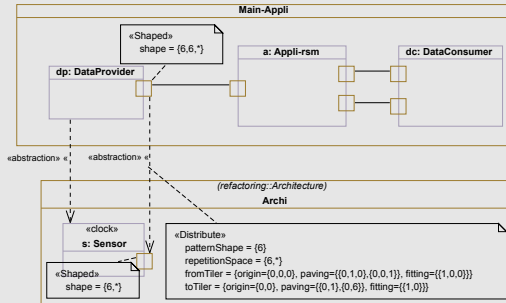 Main-Appli
«Shaped»
shape = {6,6,*}
dp: DataProvider
a: Appli-rsm
dc: DataConsumer
«abstraction» «
«abstraction» «
(refactoring::Architecture)
Archi
«clock»
s: Sensor
«Shaped»
shape = {6,*}
«Distribute»
patternShape = {6}
repetitionSpace = {6,*}
fromTiler = {origin={0,0,0}, paving={{0,1,0},{0,0,1}}, fitting={{1,0,0}}}
toTiler = {origin={0,0}, paving={{0,1},{0,6}}, fitting={{1,0}}}